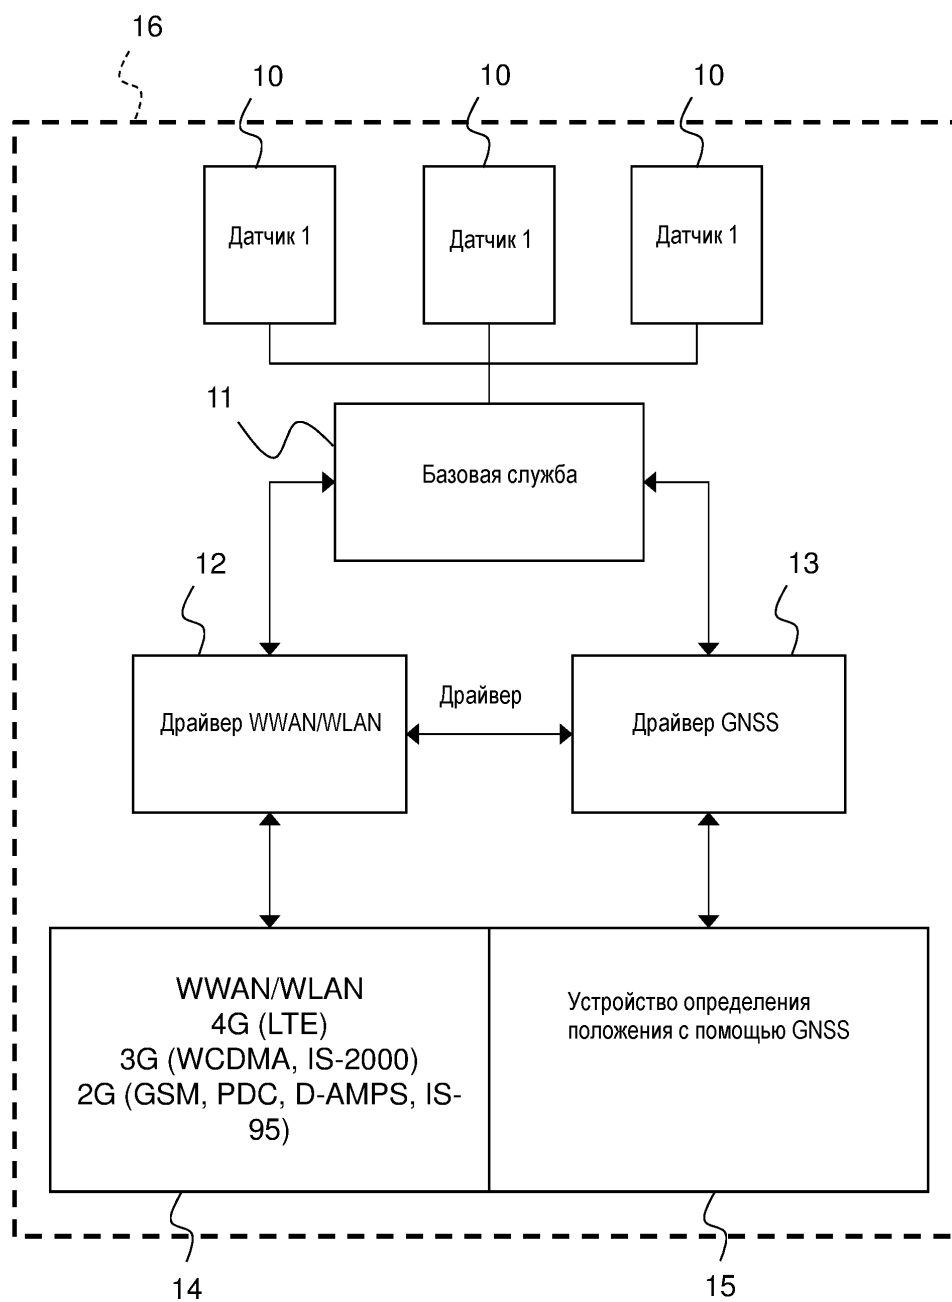 16
10
10
10
Датчик 1
Датчик 1
Датчик 1
11
Базовая служба
12
13
Драйвер
Драйвер WWAN/WLAN
Драйвер GNSS
WWAN/WLAN
4G (LTE)
3G (WCDMA, IS-2000)
2G (GSM, PDC, D-AMPS, IS-
95)
Устройство определения
положения с помощью GNSS
14
15